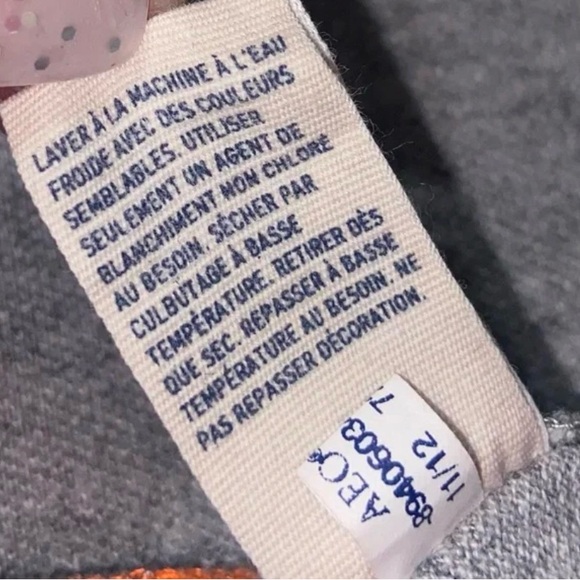 LAVER À LA MACHINE À L'EAU
FROIDE AVEC DES COULEURS
SEMBLABLES. UTILISER
SEULEMENT UN AGENT DE
BLANCHIMENT NON CHLORÉ
AU BESOIN. SÉCHER PAR
CULBUTAGE À BASSE
TEMPÉRATURE. RETIRER DÈS
QUE SEC. REPASSER À BASSE
TEMPÉRATURE AU BESOIN. NE
PAS REPASSER DÉCORATION.
AEO
8940603
11/12